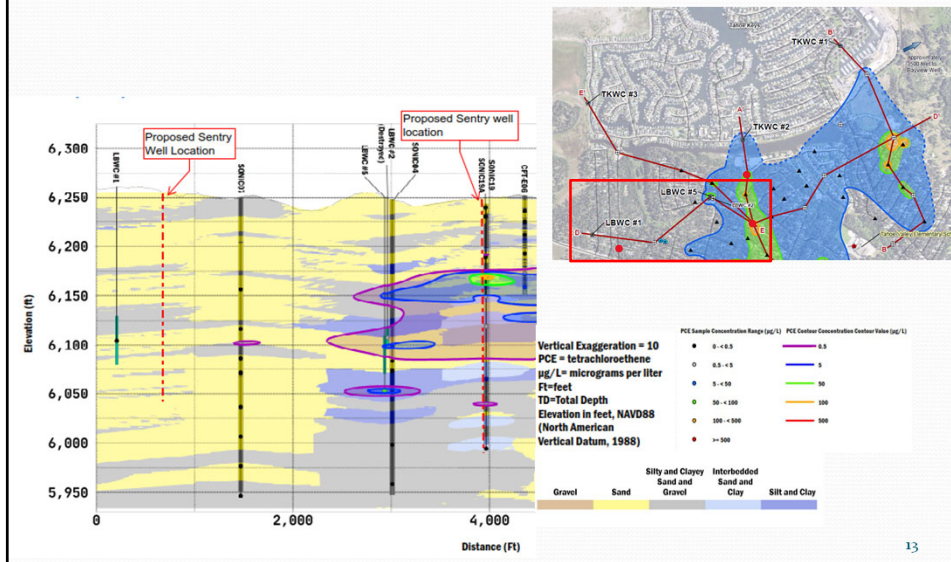 Proposed Sentry
Well Location
Proposed Sentry well
location
LBWC #1
SONIC01
LBWC #5
LBWC #2
(Destroyed)
SONIC04
SONIC19
SONIC19A
Elevation (ft)
6,300
6,250
6,200
6,150
6,100
6,050
6,000
5,950
0
2,000
4,000
Distance (Ft)
Tahoe Keys
TKWC #1
B
approximately
TKWC #3
E'
A
TKWC #2
D
LBWC #5
LBWC #1
D
E
B
Vertical Exaggeration = 10
PCE = tetrachloroethene
µg/L= micrograms per liter
Ft=feet
TD=Total Depth
Elevation in feet, NAVD88
(North American
Vertical Datum, 1988)
PCE Sample Concentration Range (µg/L)
0 - < 0.5
0.5 - < 5
5 - < 50
50 - < 100
100 - < 500
>= 500
PCE Contour Concentration Contour Value (µg/L)
0.5
5
50
100
500
Gravel
Sand
Silty and Clayey
Sand and
Gravel
Interbedded
Sand and
Clay
Silt and Clay
13